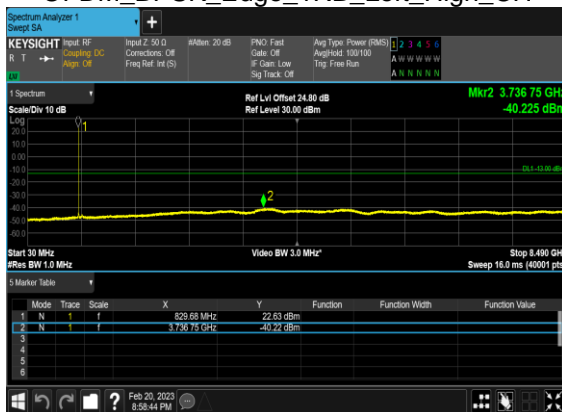 Spectrum Analyzer 1
Swept SA
KEYSIGHT
R T
LXI
Input: RF
Coupling: DC
Align: Off
Input Z: 50 Ω
Corrections: Off
Freq Ref: Int (S)
#Atten: 20 dB
PNO: Fast
Gate: Off
IF Gain: Low
Sig Track: Off
Avg Type: Power (RMS)
Avg|Hold: 100/100
Trig: Free Run
1 2 3 4 5 6
A W W W W W
A N N N N N
1 Spectrum
Scale/Div 10 dB
Ref Lvl Offset 24.80 dB
Ref Level 30.00 dBm
Mkr2 3.736 75 GHz
-40.225 dBm
Log
20.0
10.0
0.00
-10.0
-20.0
-30.0
-40.0
-50.0
-60.0
1
2
DL1 -13.00 dB
Start 30 MHz
#Res BW 1.0 MHz
Video BW 3.0 MHz*
Stop 8.490 GH
Sweep 16.0 ms (40001 pts
5 Marker Table
Mode Trace Scale X Y Function Function Width Function Value
1 N 1 f 829.68 MHz 22.63 dBm
2 N 1 f 3.736 75 GHz -40.22 dBm
3
4
5
6
?
Feb 20, 2023
8:58:44 PM